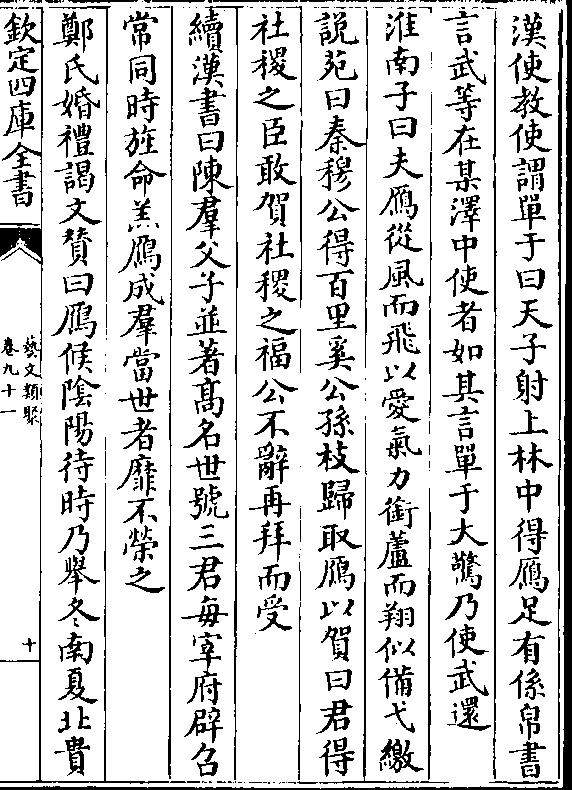 漢使教使謂單于曰天子射上林中得鴈足有係帛書
言武等在某澤中使者如其言單于大驚乃使武還
淮南子曰夫鴈從風而飛以愛氣力銜蘆而翔似備弋繳
説苑曰秦穆公得百里奚公孫枝歸取鴈以賀曰君得
社稷之臣敢賀社稷之福公不辭再拜而受
續漢書曰陳羣父子並著髙名世號三君每宰府辟召
常同時旌命羔鴈成羣當世者靡不榮之
鄭氏婚禮謁文贊曰鴈候陰陽待時乃舉冬南夏北貴
欽定四庫全書
藝文類聚
卷九十一
十